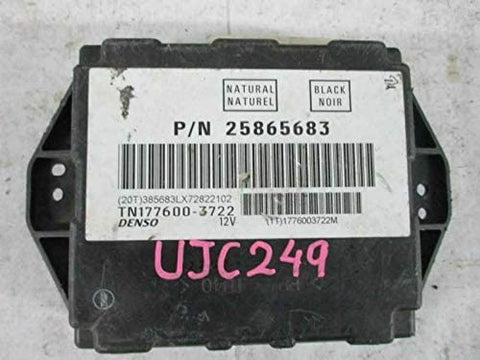 NATURAL BLACK
NATUREL NOIR
P/N 25865683
(20T)385683LX72822102
TN177600-3722
DENSO 12V (1T)1776003722M
UJC249